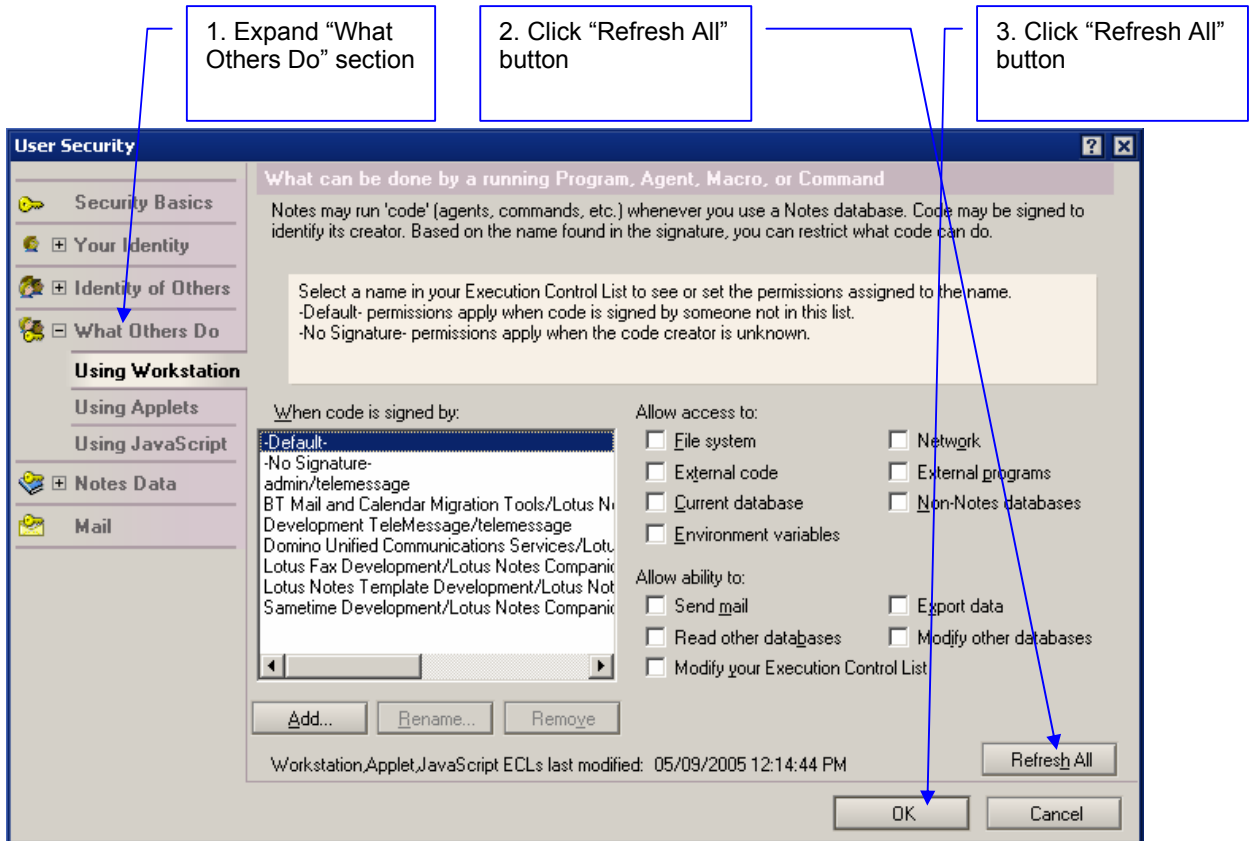 1. Expand “What
Others Do” section
2. Click “Refresh All”
button
3. Click “Refresh All”
button
User Security
What can be done by a running Program, Agent, Macro, or Command
Security Basics
Your Identity
Identity of Others
What Others Do
Using Workstation
Using Applets
Using JavaScript
Notes Data
Mail
Notes may run 'code' (agents, commands, etc.) whenever you use a Notes database. Code may be signed to
identify its creator. Based on the name found in the signature, you can restrict what code can do.
Select a name in your Execution Control List to see or set the permissions assigned to the name.
-Default- permissions apply when code is signed by someone not in this list.
-No Signature- permissions apply when the code creator is unknown.
When code is signed by:
-Default-
-No Signature-
admin/telemessage
BT Mail and Calendar Migration Tools/Lotus N
Development TeleMessage/telemessage
Domino Unified Communications Services/Lotu
Lotus Fax Development/Lotus Notes Companio
Lotus Notes Template Development/Lotus Not
Sametime Development/Lotus Notes Companio
Allow access to:
File system
Network
External code
External programs
Current database
Non-Notes databases
Environment variables
Allow ability to:
Send mail
Export data
Read other databases
Modify other databases
Modify your Execution Control List
Add...
Rename...
Remove
Workstation,Applet,JavaScript ECLs last modified: 05/09/2005 12:14:44 PM
Refresh All
OK
Cancel